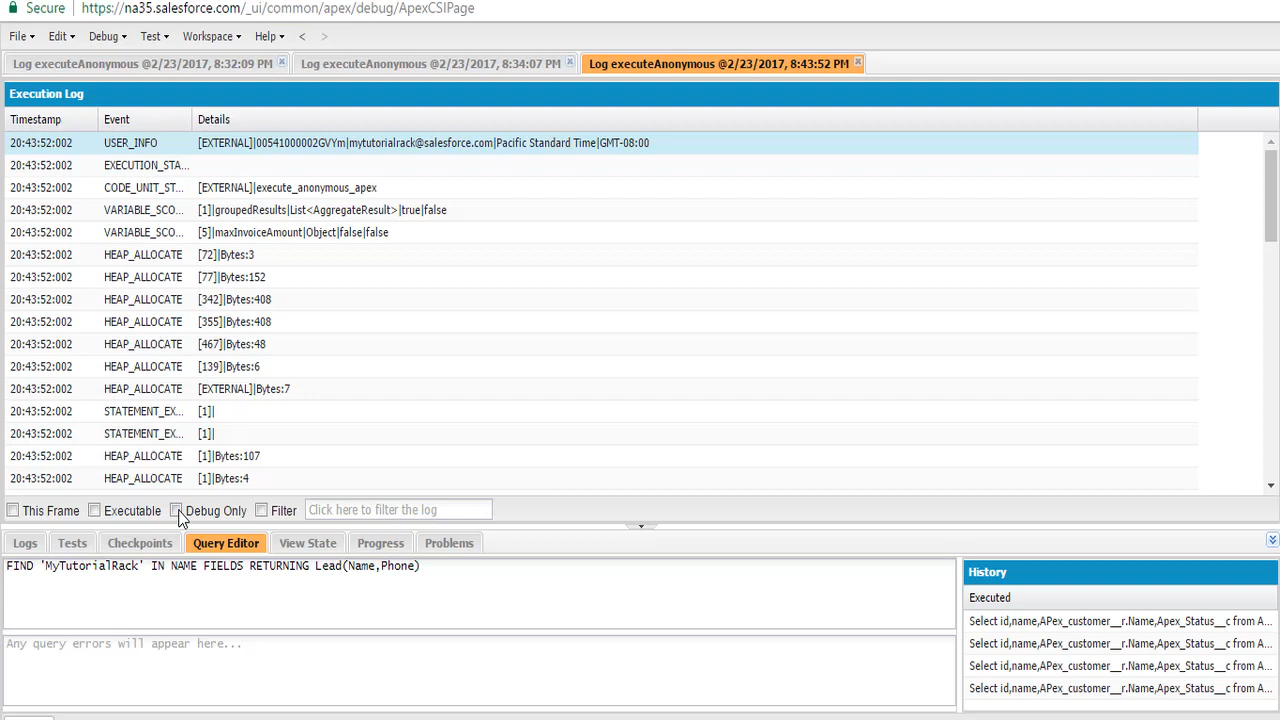 Secure https://na35.salesforce.com/_ui/common/apex/debug/ApexCSIPage
File Edit Debug Test Workspace Help < >
Log executeAnonymous @2/23/2017, 8:32:09 PM Log executeAnonymous @2/23/2017, 8:34:07 PM Log executeAnonymous @2/23/2017, 8:43:52 PM
Execution Log
Timestamp Event Details
20:43:52:002 USER_INFO [EXTERNAL]|00541000002GVYm|mytutorialrack@salesforce.com|Pacific Standard Time|GMT-08:00
20:43:52:002 EXECUTION_STA...
20:43:52:002 CODE_UNIT_ST... [EXTERNAL]|execute_anonymous_apex
20:43:52:002 VARIABLE_SCO... [1]|groupedResults|List<AggregateResult>|true|false
20:43:52:002 VARIABLE_SCO... [5]|maxInvoiceAmount|Object|false|false
20:43:52:002 HEAP_ALLOCATE [72]|Bytes:3
20:43:52:002 HEAP_ALLOCATE [77]|Bytes:152
20:43:52:002 HEAP_ALLOCATE [342]|Bytes:408
20:43:52:002 HEAP_ALLOCATE [355]|Bytes:408
20:43:52:002 HEAP_ALLOCATE [467]|Bytes:48
20:43:52:002 HEAP_ALLOCATE [139]|Bytes:6
20:43:52:002 HEAP_ALLOCATE [EXTERNAL]|Bytes:7
20:43:52:002 STATEMENT_EX... [1]|
20:43:52:002 STATEMENT_EX... [1]|
20:43:52:002 HEAP_ALLOCATE [1]|Bytes:107
20:43:52:002 HEAP_ALLOCATE [1]|Bytes:4
This Frame Executable Debug Only Filter Click here to filter the log
Logs Tests Checkpoints Query Editor View State Progress Problems
FIND 'MyTutorialRack' IN NAME FIELDS RETURNING Lead(Name,Phone)
Any query errors will appear here...
History
Executed
Select id,name,APex_customer__r.Name,Apex_Status__c from A...
Select id,name,APex_customer__r.Name,Apex_Status__c from A...
Select id,name,APex_customer__r.Name,Apex_Status__c from A...
Select id,name,APex_customer__r.Name,Apex_Status__c from A...